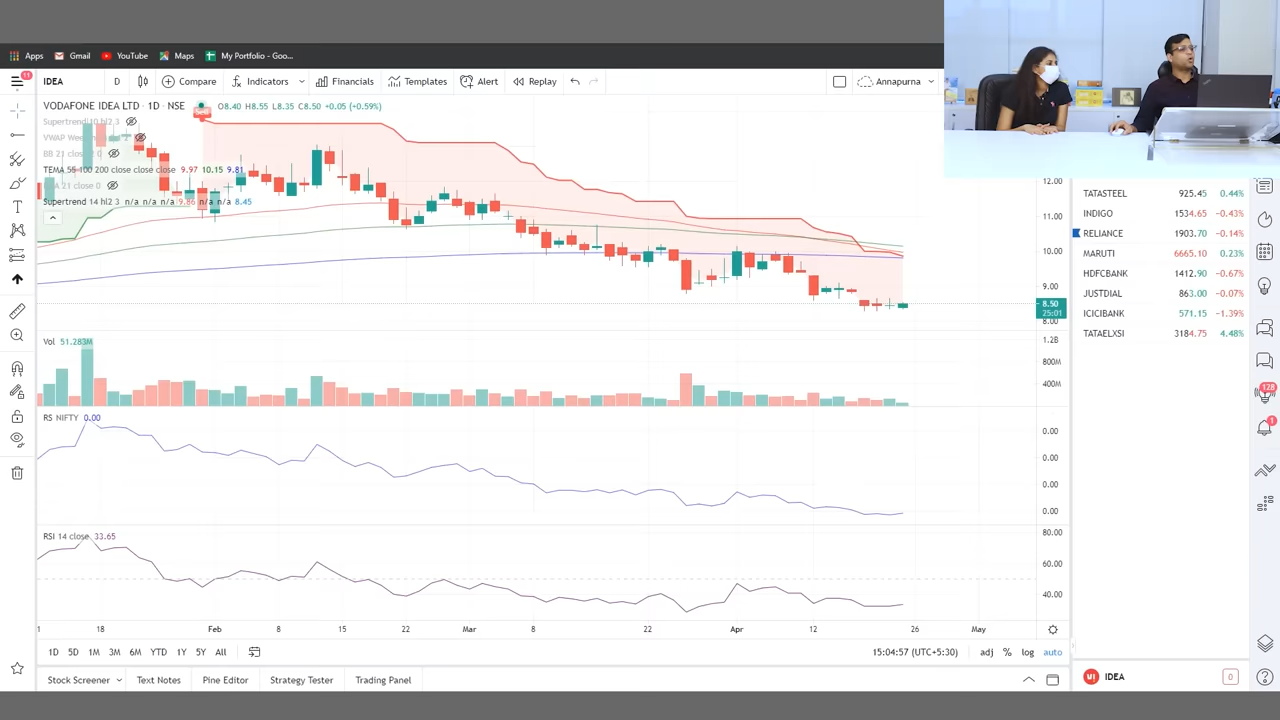 Apps Gmail YouTube Maps My Portfolio - Goo...
11 IDEA D Compare Indicators Financials Templates Alert Replay Annapurna
VODAFONE IDEA LTD · 1D · NSE O8.40 H8.55 L8.35 C8.50 +0.05 (+0.59%)
Supertrend 10 hl2 3
BB 21 close 2 0
TEMA 55 100 200 close close close 9.97 10.15 9.81
21 close 0
Supertrend 14 hl2 3 n/a n/a n/a 9.86 n/a n/a 8.45
12.00
11.00
10.00
9.00
8.50
25:01
8.00
Vol 51.283M
1.2B
800M
400M
RS NIFTY 0.00
0.00
0.00
0.00
0.00
RSI 14 close 33.65
80.00
60.00
40.00
18 Feb 8 15 22 Mar 8 22 Apr 12 26 May
1D 5D 1M 3M 6M YTD 1Y 5Y All 15:04:57 (UTC+5:30) adj % log auto
Stock Screener Text Notes Pine Editor Strategy Tester Trading Panel
TATASTEEL 925.45 0.44%
INDIGO 1534.65 -0.43%
RELIANCE 1903.70 -0.14%
MARUTI 6665.10 0.23%
HDFCBANK 1412.90 -0.67%
JUSTDIAL 863.00 -0.07%
ICICIBANK 571.15 -1.39%
TATAELXSI 3184.75 4.48%
128
1
IDEA 0